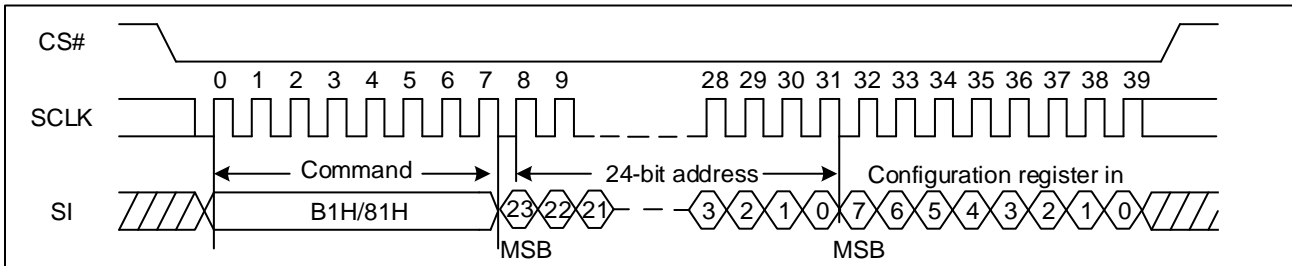 CS#
0 1 2 3 4 5 6 7 8 9 28 29 30 31 32 33 34 35 36 37 38 39
SCLK
Command 24-bit address Configuration register in
SI B1H/81H 23 22 21 3 2 1 0 7 6 5 4 3 2 1 0
MSB MSB